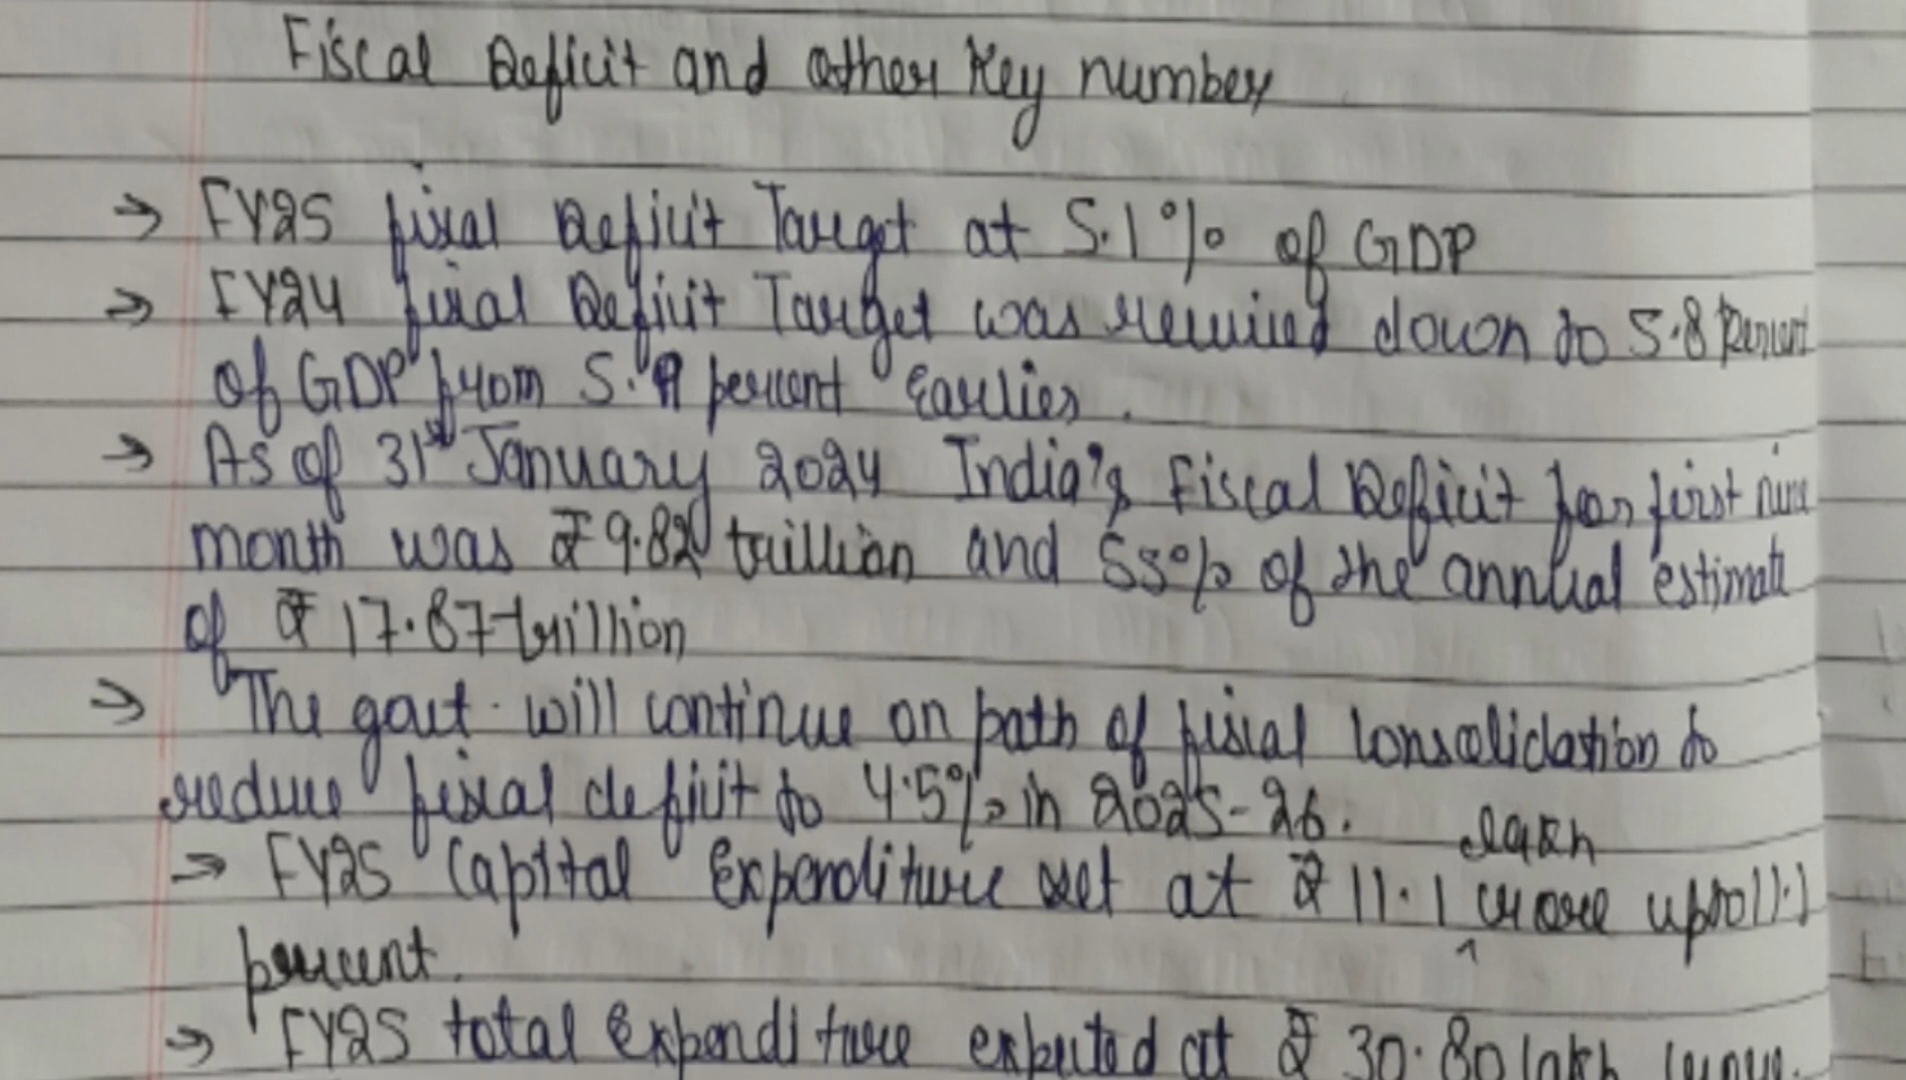 Fiscal Deficit and other Key number
→ FY25 fiscal Deficit Target at 5.1% of GDP
→ FY24 fiscal Deficit Target was revised down to 5.8 percent
of GDP from 5.9 percent Earlier.
→ As of 31st January 2024 India's Fiscal Deficit for first nine
month was ₹9.82 trillion and 55% of the annual estimate
of ₹17.87 trillion
→ The govt. will continue on path of fiscal consolidation to
reduce fiscal deficit to 4.5% in 2025-26.
→ FY25 Capital Expenditure set at ₹ 11.1 lakh crore upto 11.1
percent.
→ FY25 total Expenditure expected at ₹ 30.80 lakh crore.